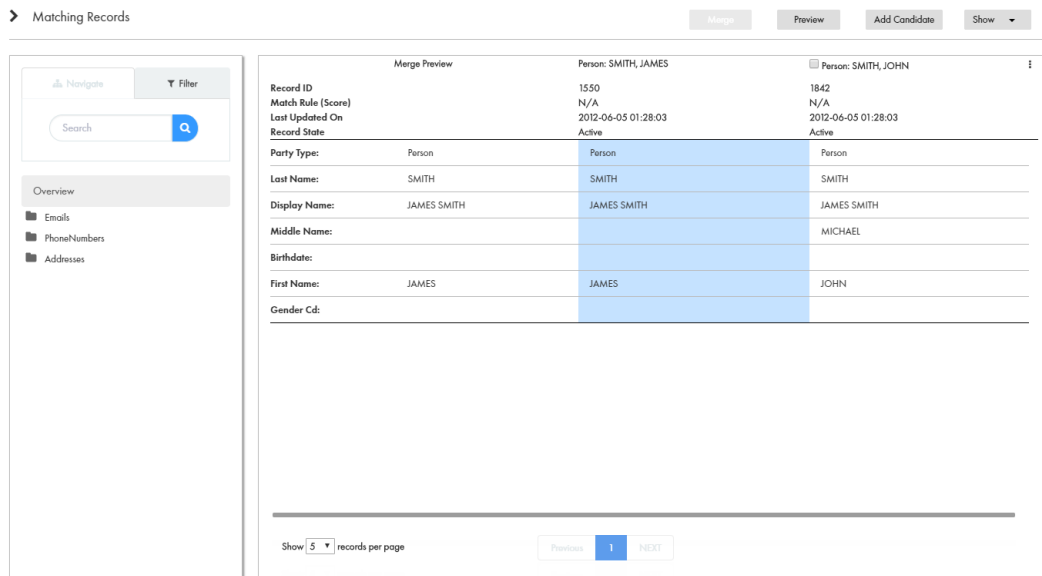 Matching Records
Merge Preview Add Candidate Show
Navigate Filter
Search
Overview
Emails
PhoneNumbers
Addresses
Merge Preview Person: SMITH, JAMES Person: SMITH, JOHN
Record ID 1550 1842
Match Rule (Score) N/A N/A
Last Updated On 2012-06-05 01:28:03 2012-06-05 01:28:03
Record State Active Active
Party Type: Person Person Person
Last Name: SMITH SMITH SMITH
Display Name: JAMES SMITH JAMES SMITH JAMES SMITH
Middle Name: MICHAEL
Birthdate:
First Name: JAMES JAMES JOHN
Gender Cd:
Show 5 records per page Previous 1 NEXT